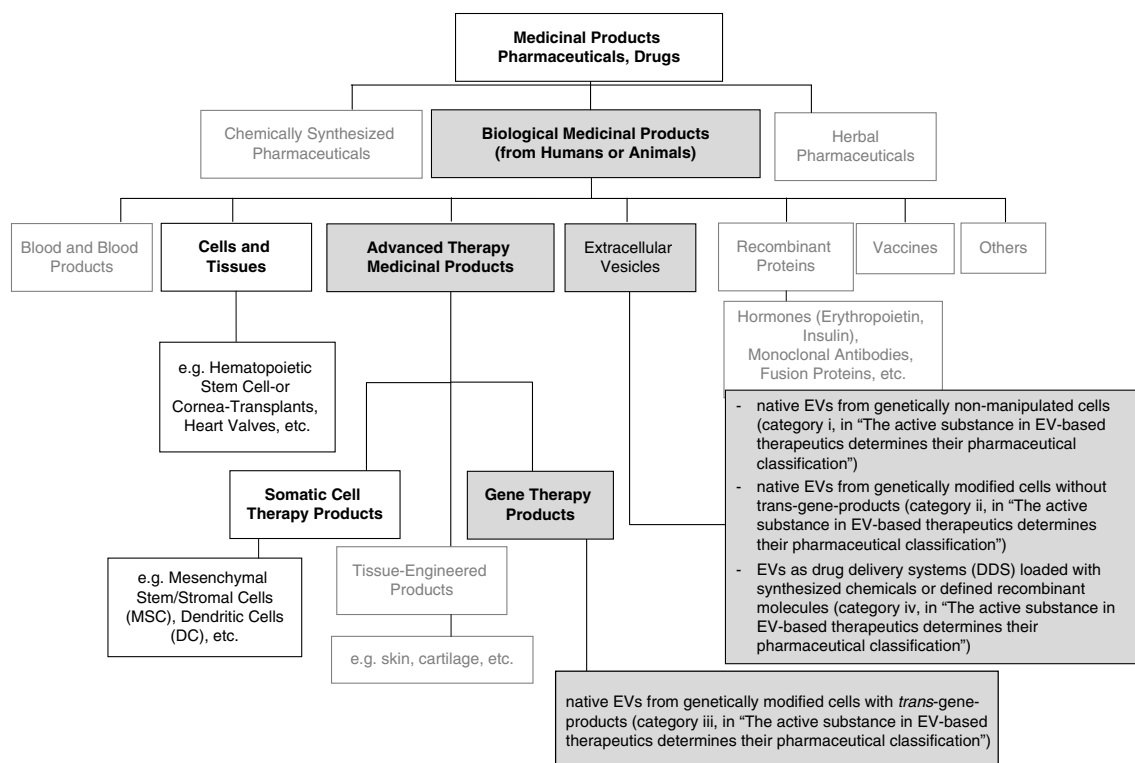 Medicinal Products
Pharmaceuticals, Drugs
Chemically Synthesized
Pharmaceuticals
Biological Medicinal Products
(from Humans or Animals)
Herbal
Pharmaceuticals
Blood and Blood
Products
Cells and
Tissues
Advanced Therapy
Medicinal Products
Extracellular
Vesicles
Recombinant
Proteins
Vaccines
Others
Hormones (Erythropoietin,
Insulin),
Monoclonal Antibodies,
Fusion Proteins, etc.
e.g. Hematopoietic
Stem Cell-or
Cornea-Transplants,
Heart Valves, etc.
- native EVs from genetically non-manipulated cells
(category i, in “The active substance in EV-based
therapeutics determines their pharmaceutical
classification”)
- native EVs from genetically modified cells without
trans-gene-products (category ii, in “The active
substance in EV-based therapeutics determines
their pharmaceutical classification”)
- EVs as drug delivery systems (DDS) loaded with
synthesized chemicals or defined recombinant
molecules (category iv, in “The active substance in
EV-based therapeutics determines their
pharmaceutical classification”)
Somatic Cell
Therapy Products
Gene Therapy
Products
e.g. Mesenchymal
Stem/Stromal Cells
(MSC), Dendritic Cells
(DC), etc.
Tissue-Engineered
Products
e.g. skin, cartilage, etc.
native EVs from genetically modified cells with trans-gene-
products (category iii, in “The active substance in EV-based
therapeutics determines their pharmaceutical classification”)